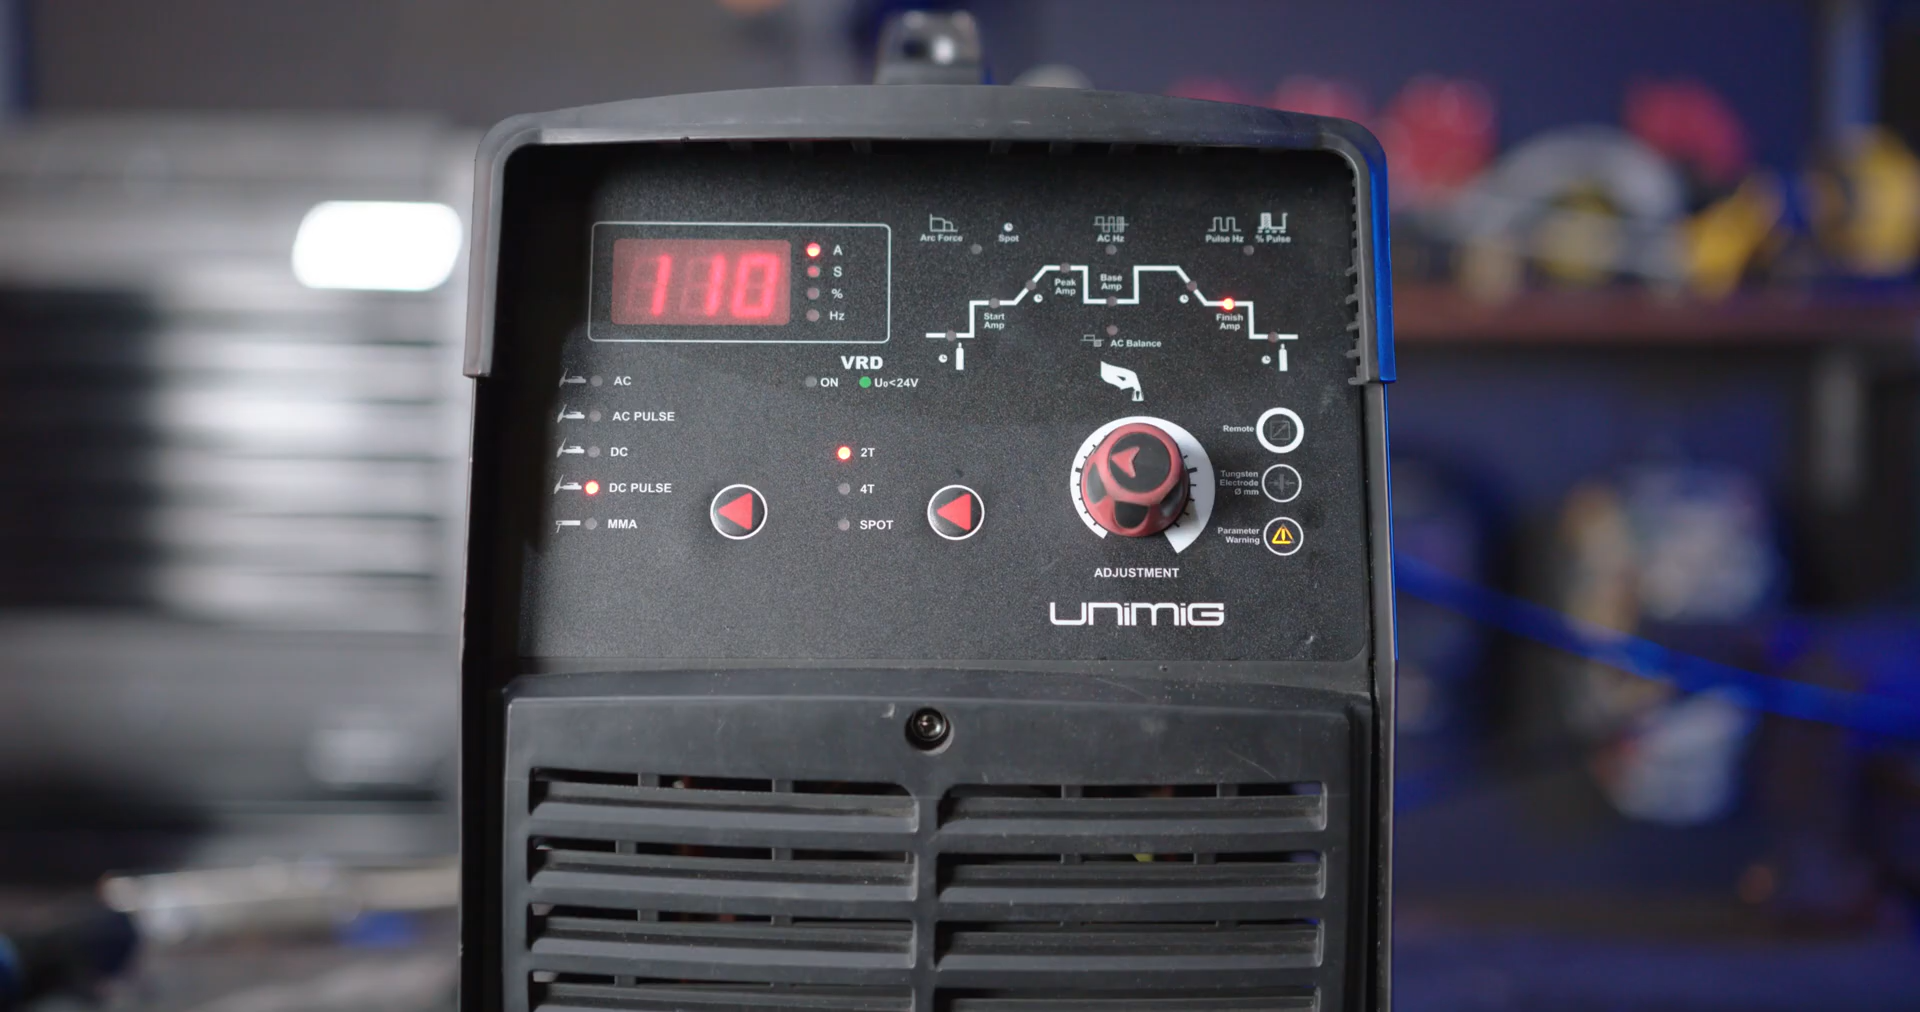 110
A
S
%
Hz
Arc Force
Spot
AC Hz
Pulse Hz
% Pulse
Start
Amp
Peak
Amp
Base
Amp
Finish
Amp
AC Balance
VRD
ON
U₀<24V
AC
AC PULSE
DC
DC PULSE
MMA
2T
4T
SPOT
Remote
Tungsten
Electrode
Ø mm
Parameter
Warning
ADJUSTMENT
UNIMIG